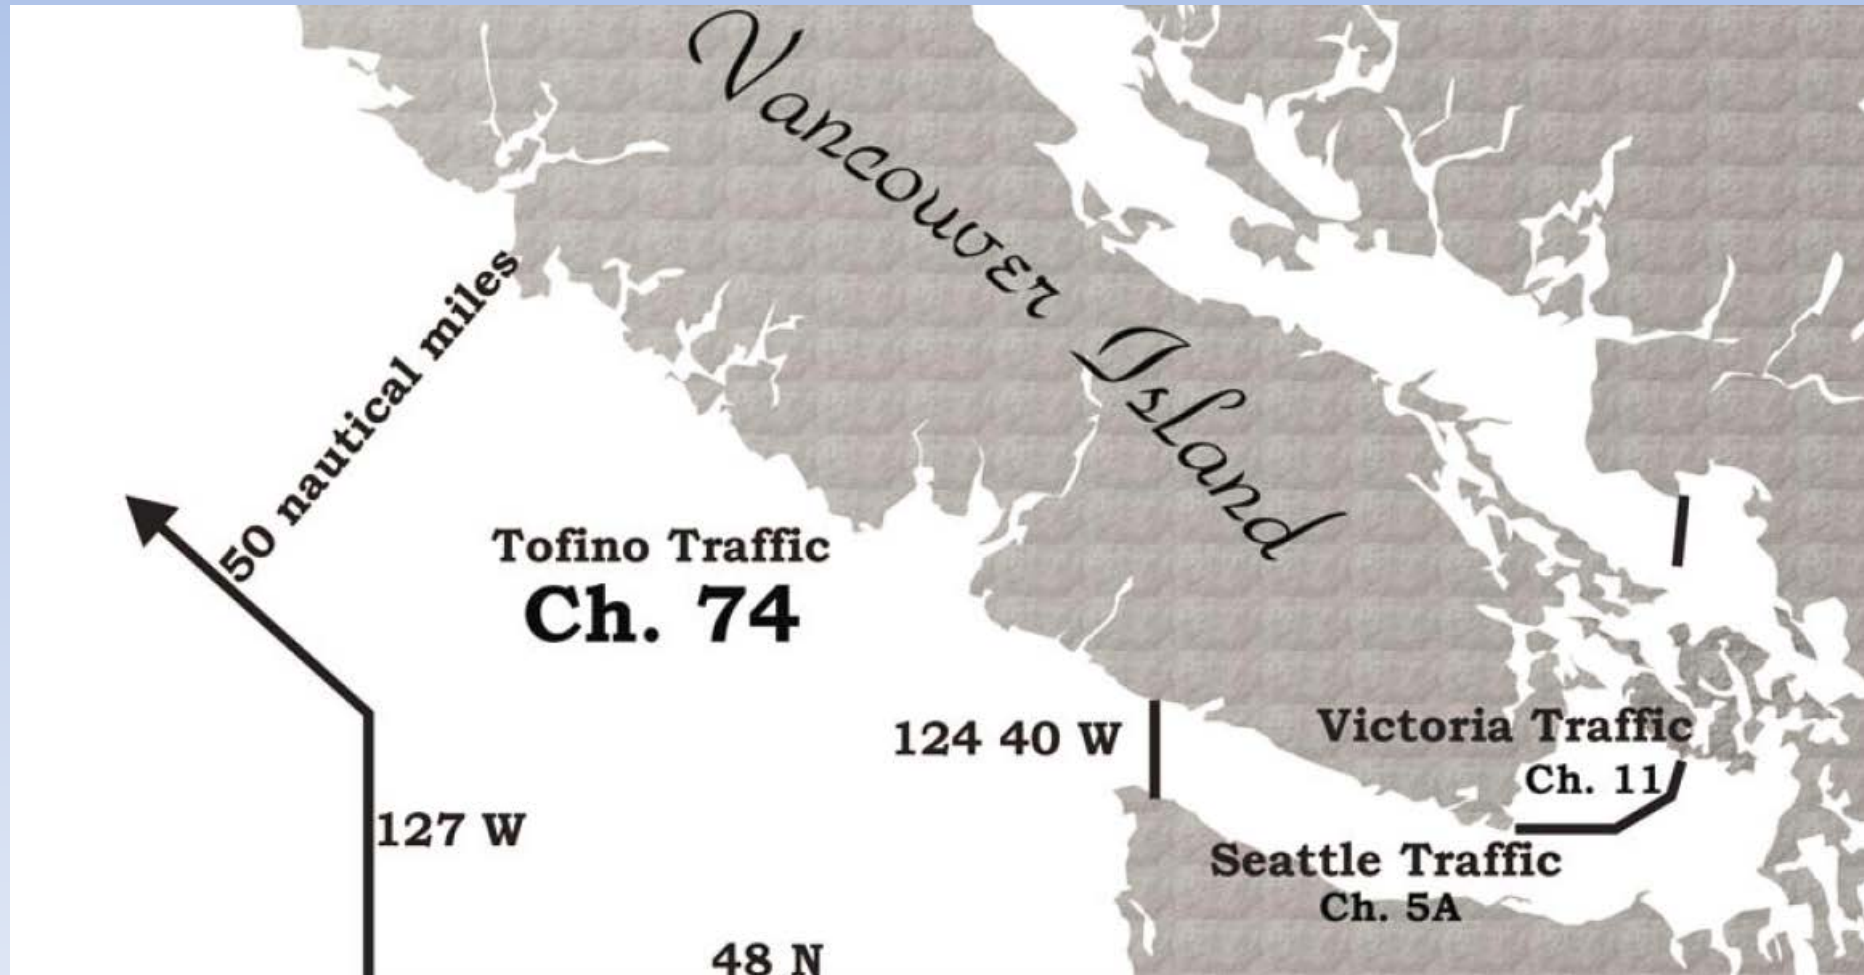 Vancouver Island
50 nautical miles
Tofino Traffic
Ch. 74
124 40 W
Victoria Traffic
Ch. 11
127 W
Seattle Traffic
Ch. 5A
48 N